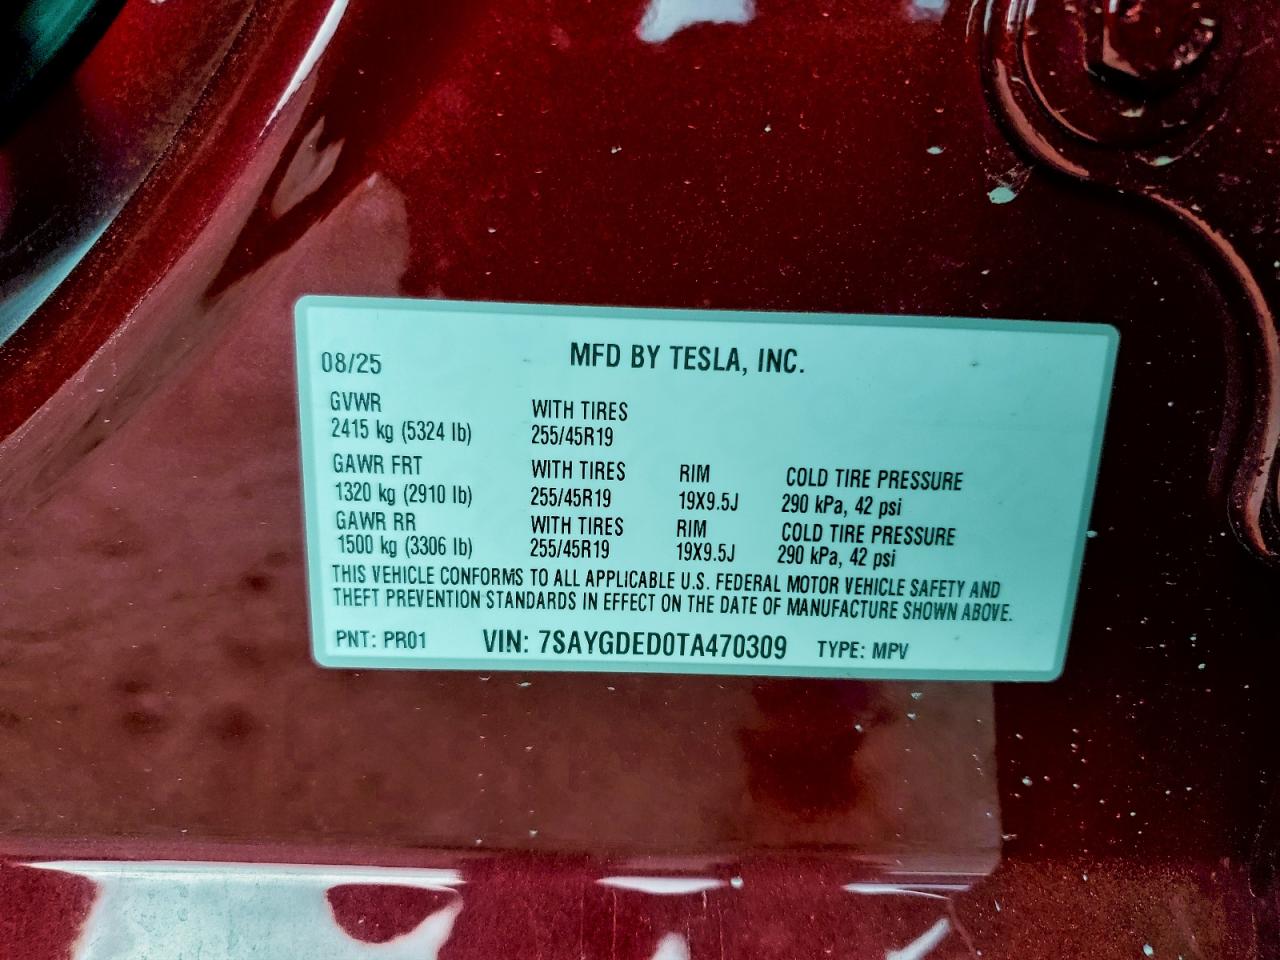 08/25 MFD BY TESLA, INC.
GVWR WITH TIRES
2415 kg (5324 lb) 255/45R19
GAWR FRT WITH TIRES RIM COLD TIRE PRESSURE
1320 kg (2910 lb) 255/45R19 19X9.5J 290 kPa, 42 psi
GAWR RR WITH TIRES RIM COLD TIRE PRESSURE
1500 kg (3306 lb) 255/45R19 19X9.5J 290 kPa, 42 psi
THIS VEHICLE CONFORMS TO ALL APPLICABLE U.S. FEDERAL MOTOR VEHICLE SAFETY AND
THEFT PREVENTION STANDARDS IN EFFECT ON THE DATE OF MANUFACTURE SHOWN ABOVE.
PNT: PR01 VIN: 7SAYGDED0TA470309 TYPE: MPV